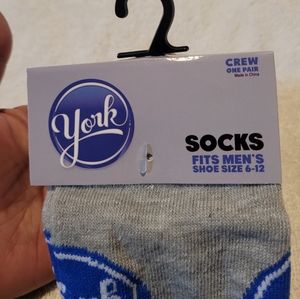 York
CREW
ONE PAIR
Made in China
SOCKS
FITS MEN'S
SHOE SIZE 6-12